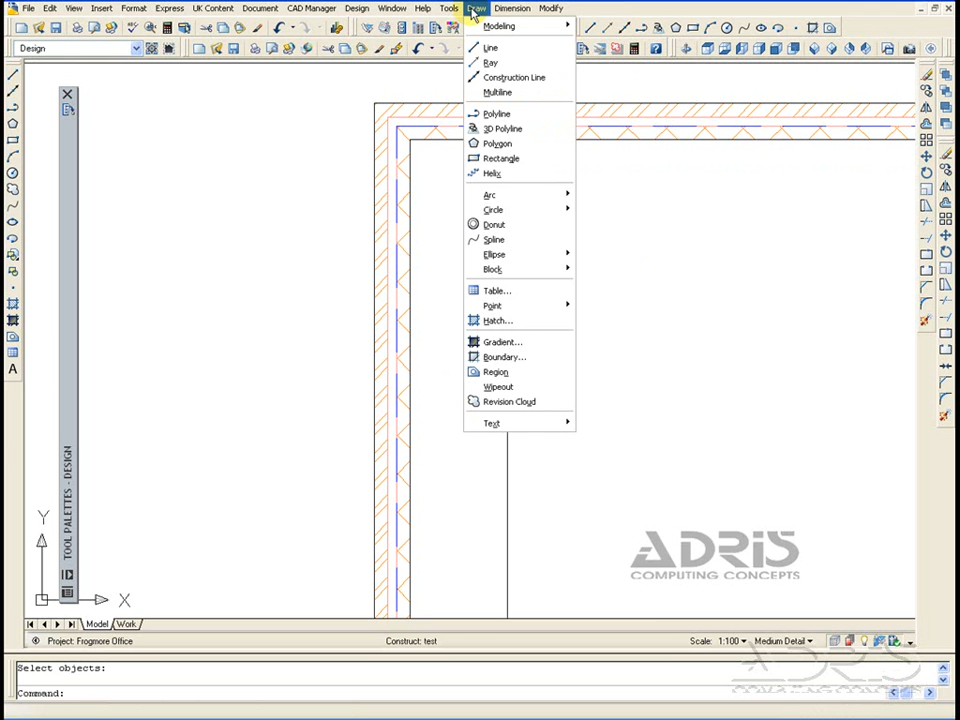 File Edit View Insert Format Express UK Content Document CAD Manager Design Window Help Tools Draw Dimension Modify
Design
Modeling
Line
Ray
Construction Line
Multiline
Polyline
3D Polyline
Polygon
Rectangle
Helix
Arc
Circle
Donut
Spline
Ellipse
Block
Table...
Point
Hatch...
Gradient...
Boundary...
Region
Wipeout
Revision Cloud
Text
A
TOOL PALETTES - DESIGN
Y
X
ADRIS
COMPUTING CONCEPTS
Model Work
Project: Frogmore Office Construct: test Scale: 1:100 Medium Detail
Select objects:
Command:
ADRIS
COMPUTING CONCEPTS